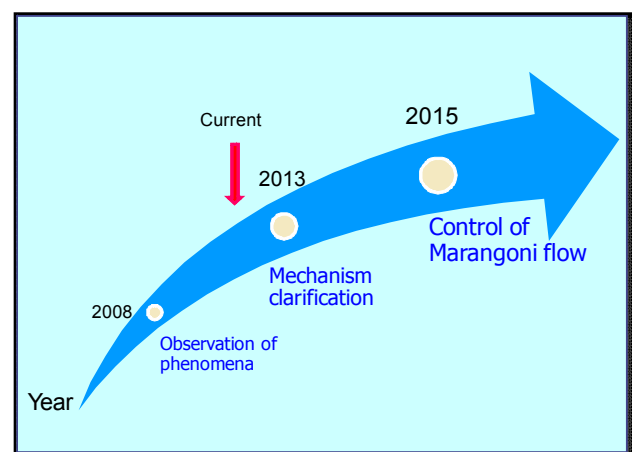 Current
2015
2013
Control of
Marangoni flow
Mechanism
clarification
2008
Observation of
phenomena
Year